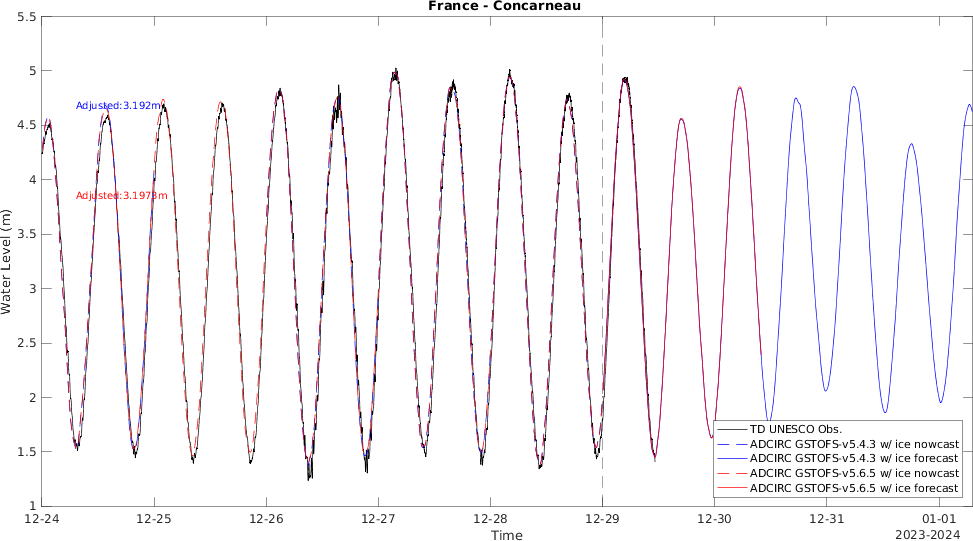 France - Concarneau
5.5
5
4.5
4
3.5
3
2.5
2
1.5
1
Water Level (m)
Adjusted:3.192m
Adjusted:3.1973m
TD UNESCO Obs.
ADCIRC GSTOFS-v5.4.3 w/ ice nowcast
ADCIRC GSTOFS-v5.4.3 w/ ice forecast
ADCIRC GSTOFS-v5.6.5 w/ ice nowcast
ADCIRC GSTOFS-v5.6.5 w/ ice forecast
12-24 12-25 12-26 12-27 12-28 12-29 12-30 12-31 01-01
Time
2023-2024